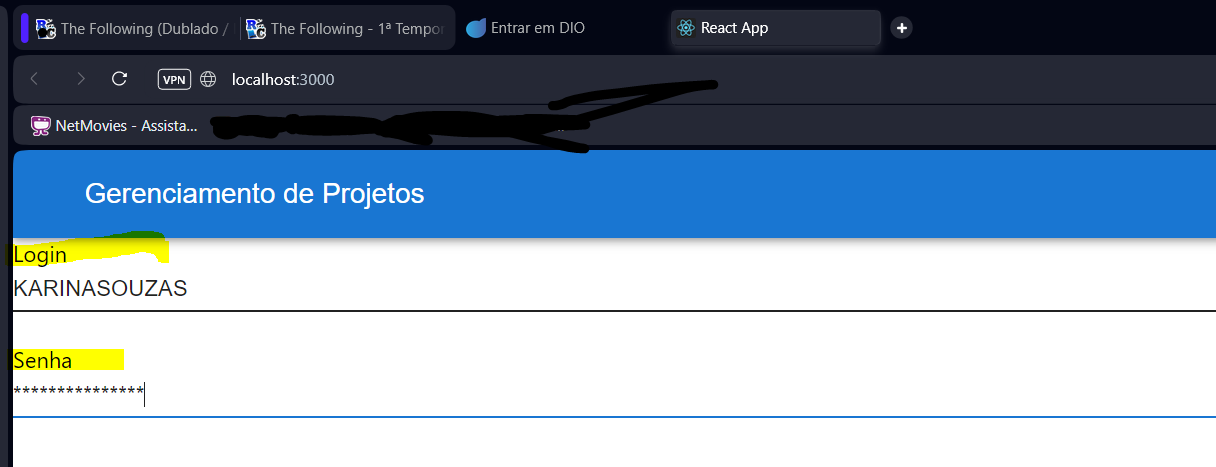 The Following (Dublado /
The Following - 1ª Tempor
Entrar em DIO
React App
VPN
localhost:3000
NetMovies - Assista...
Gerenciamento de Projetos
Login
KARINASOUZAS
Senha
***************